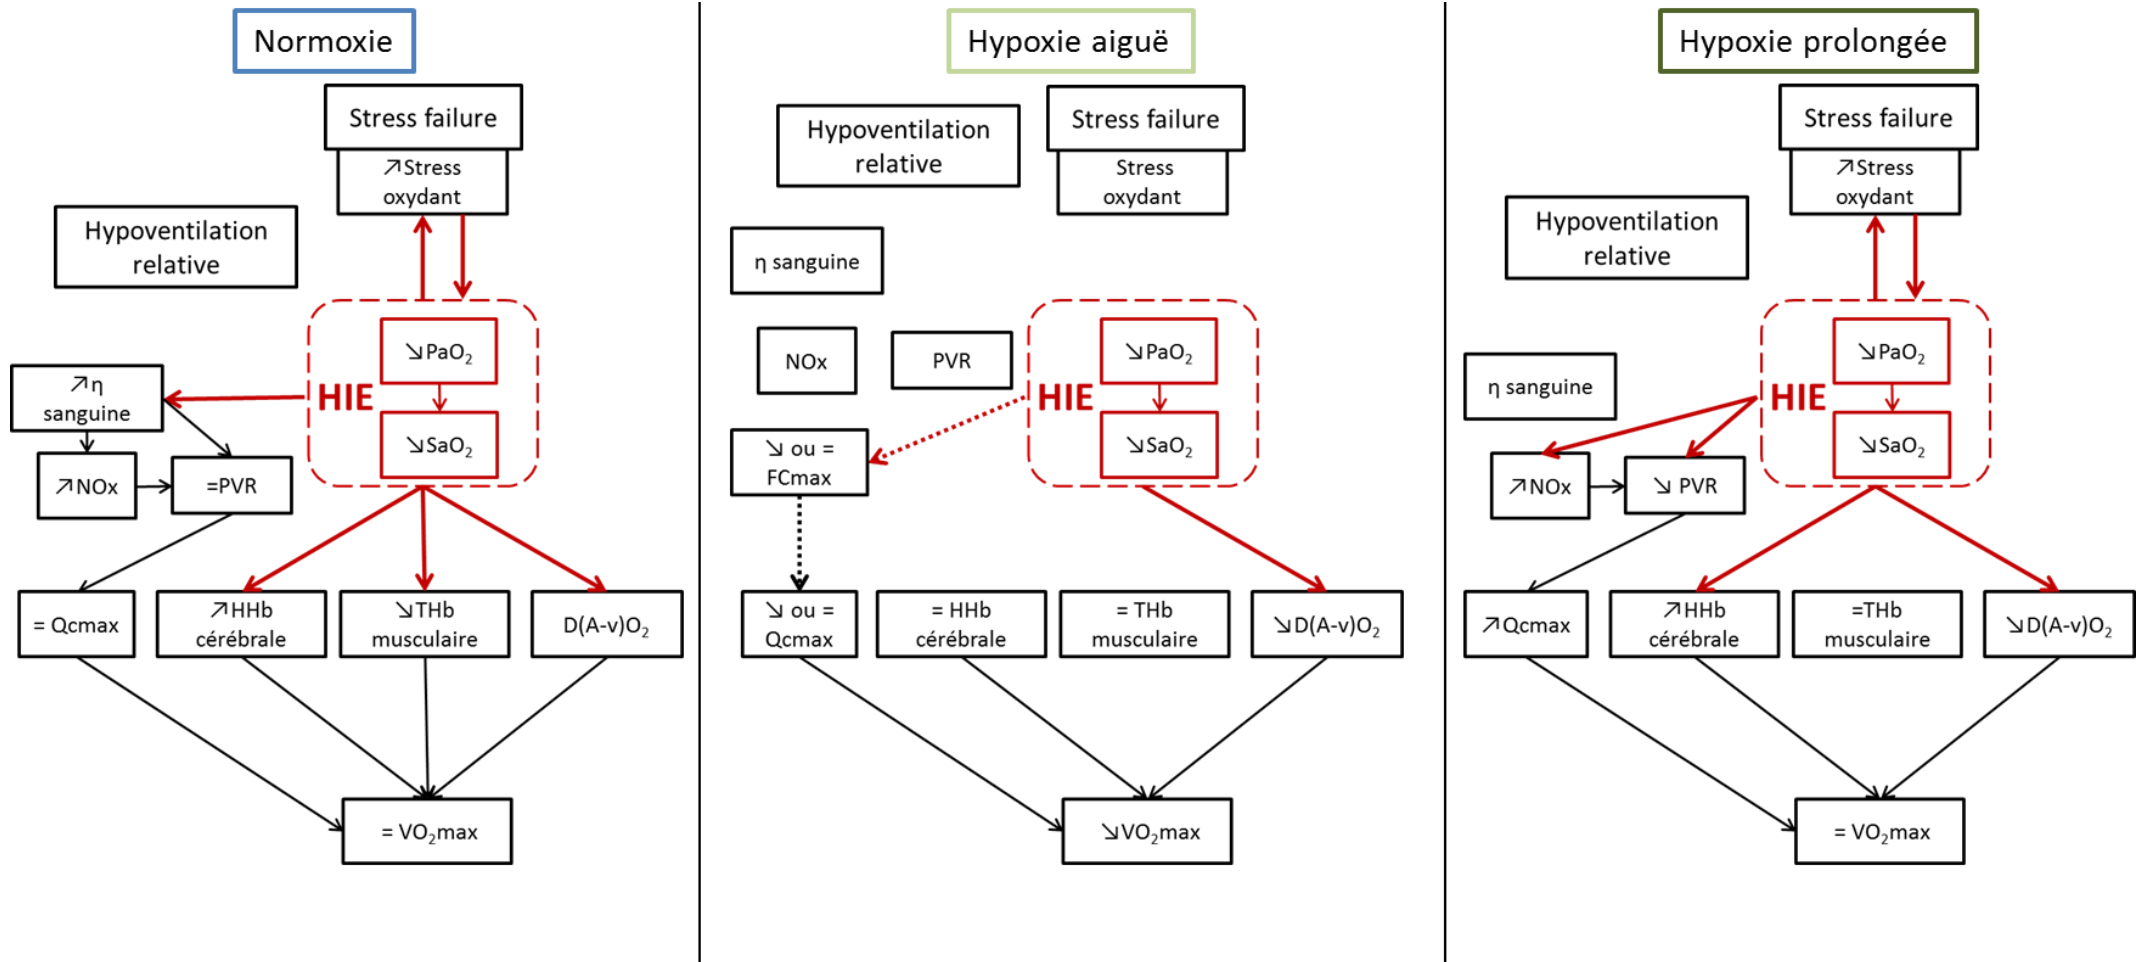 Normoxie
Stress failure
↗Stress
oxydant
Hypoventilation
relative
↘PaO₂
HIE
↘SaO₂
↗η
sanguine
↗NOx
=PVR
= Qcmax
↗HHb
cérébrale
↘THb
musculaire
D(A-v)O₂
= VO₂max
Hypoxie aiguë
Hypoventilation
relative
Stress failure
Stress
oxydant
η sanguine
NOx
PVR
↘PaO₂
HIE
↘SaO₂
↘ ou =
FCmax
↘ ou =
Qcmax
= HHb
cérébrale
= THb
musculaire
↘D(A-v)O₂
↘VO₂max
Hypoxie prolongée
Stress failure
↗Stress
oxydant
Hypoventilation
relative
↘PaO₂
η sanguine
HIE
↘SaO₂
↗NOx
↘ PVR
↗Qcmax
↗HHb
cérébrale
=THb
musculaire
↘D(A-v)O₂
= VO₂max